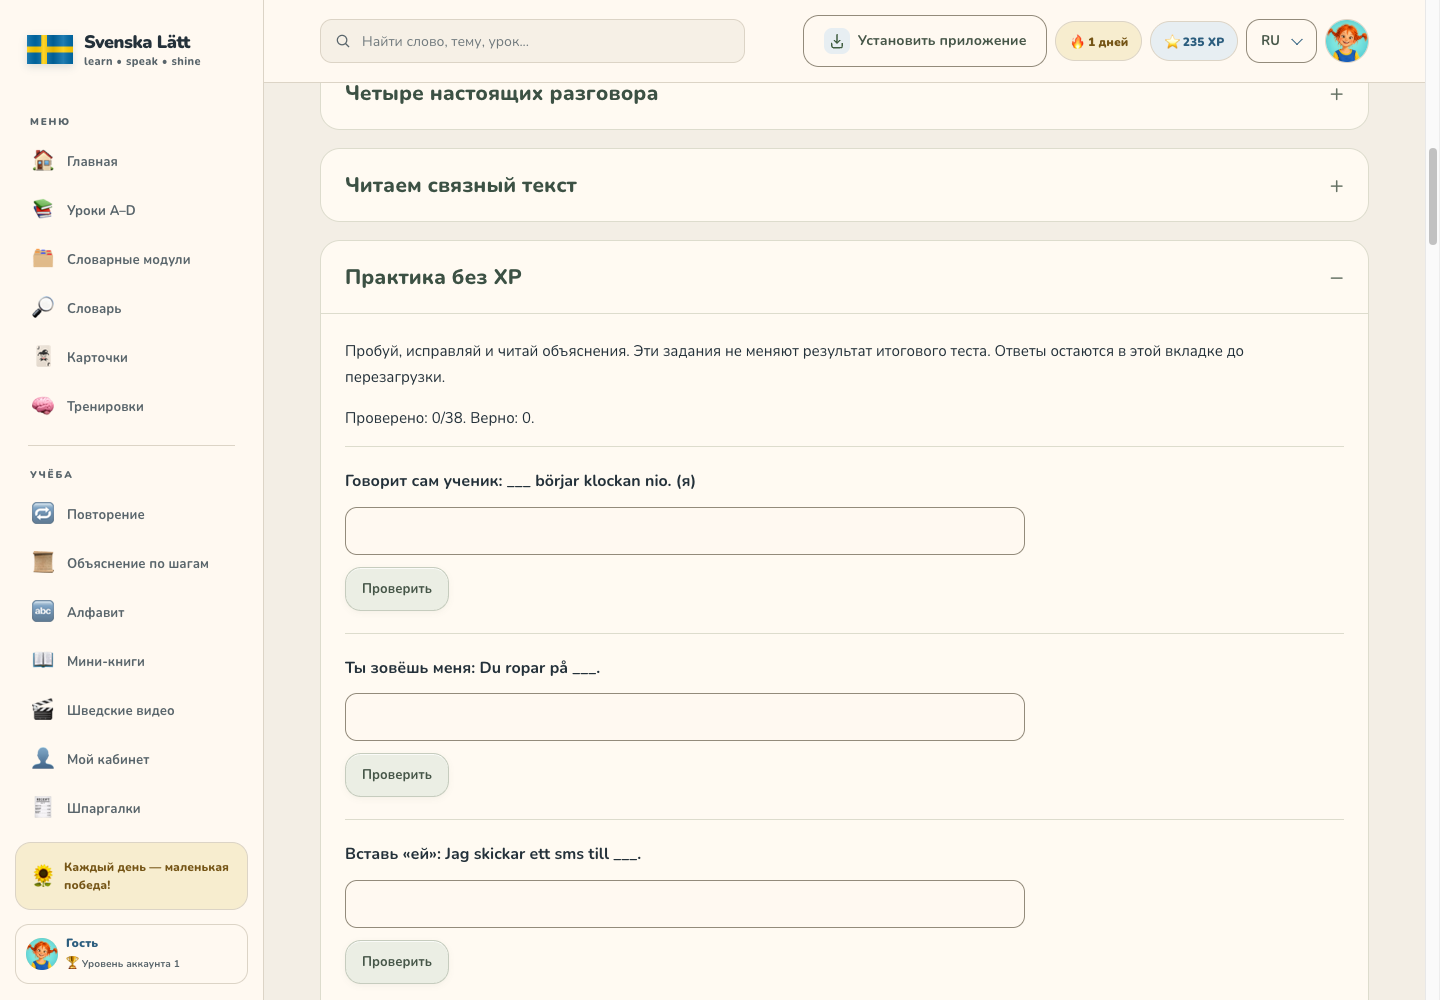 Svenska Lätt
learn • speak • shine
МЕНЮ
Главная
Уроки A–D
Словарные модули
Словарь
Карточки
Тренировки
УЧЁБА
Повторение
Объяснение по шагам
abc
Алфавит
Мини-книги
Шведские видео
Мой кабинет
Шпаргалки
Каждый день — маленькая
победа!
Гость
Уровень аккаунта 1
Найти слово, тему, урок...
Установить приложение
1 дней
235 XP
RU
Четыре настоящих разговора
Читаем связный текст
Практика без XP
Пробуй, исправляй и читай объяснения. Эти задания не меняют результат итогового теста. Ответы остаются в этой вкладке до
перезагрузки.
Проверено: 0/38. Верно: 0.
Говорит сам ученик: ___ börjar klockan nio. (я)
Проверить
Ты зовёшь меня: Du ropar på ___.
Проверить
Вставь «ей»: Jag skickar ett sms till ___.
Проверить